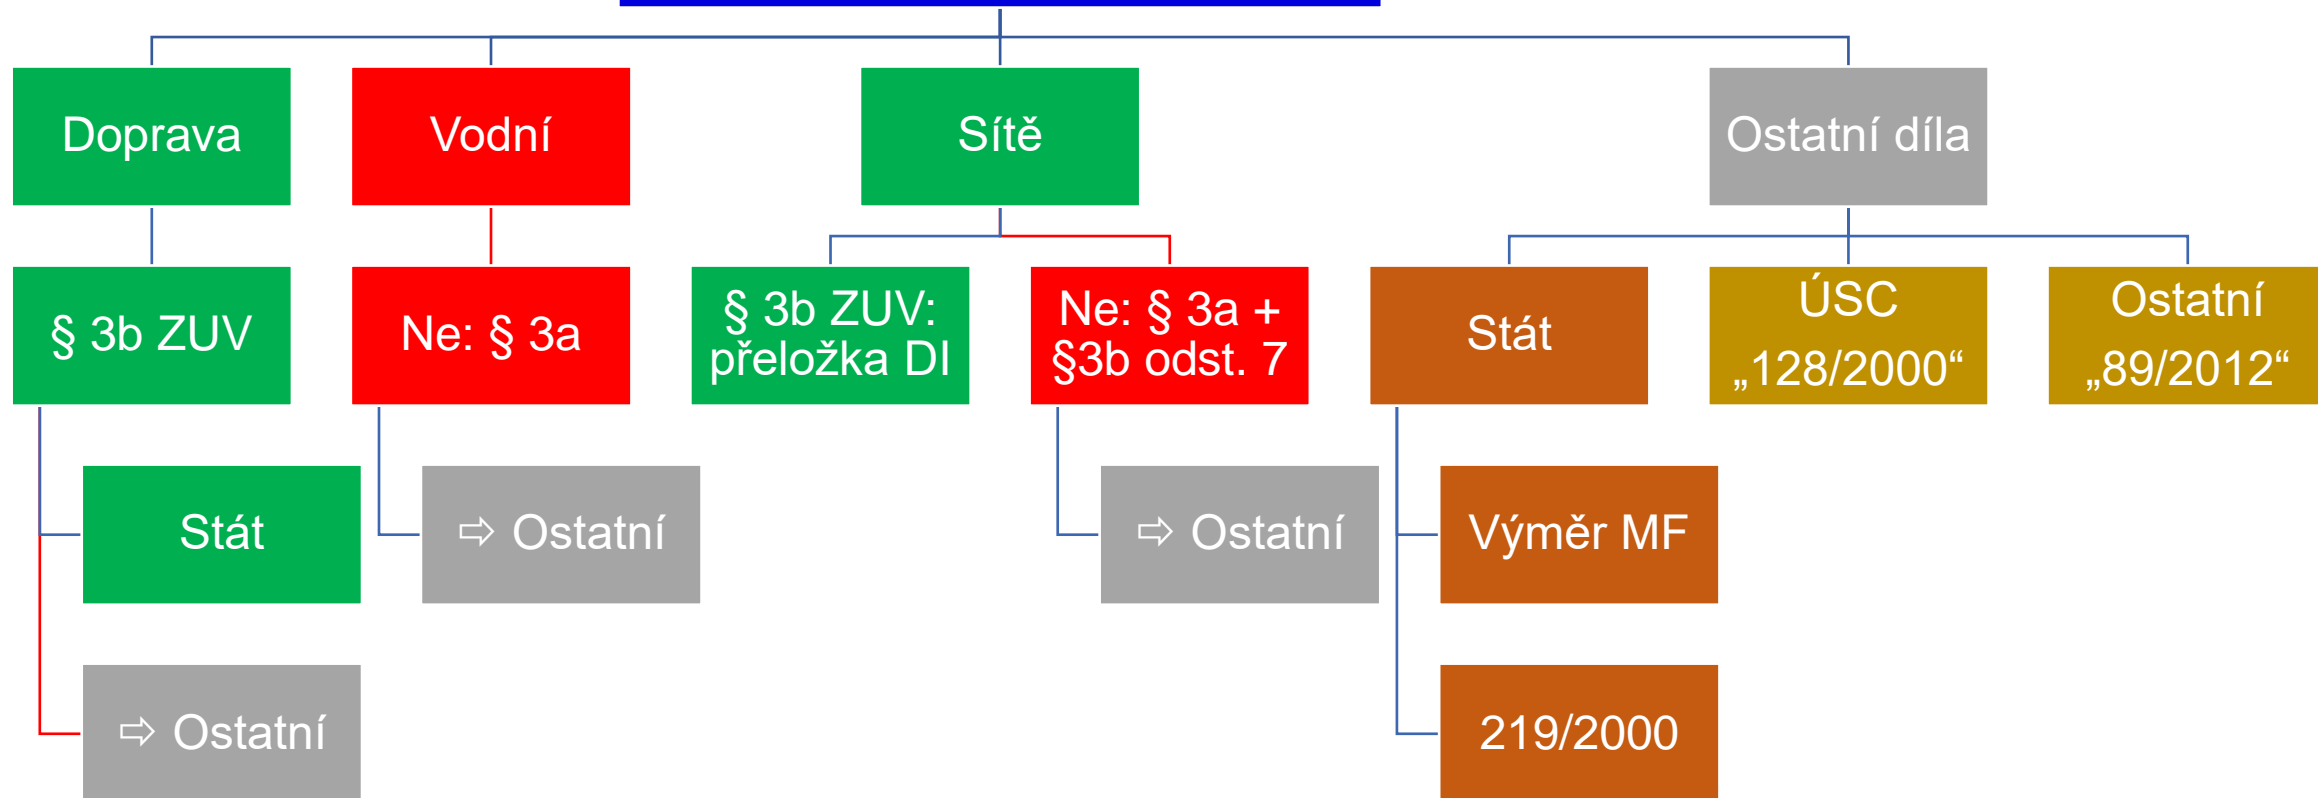 Doprava
Vodní
Sítě
Ostatní díla
§ 3b ZUV
Ne: § 3a
§ 3b ZUV:
přeložka DI
Ne: § 3a +
§3b odst. 7
Stát
ÚSC
„128/2000“
Ostatní
„89/2012“
Stát
⇨ Ostatní
⇨ Ostatní
Výměr MF
⇨ Ostatní
219/2000